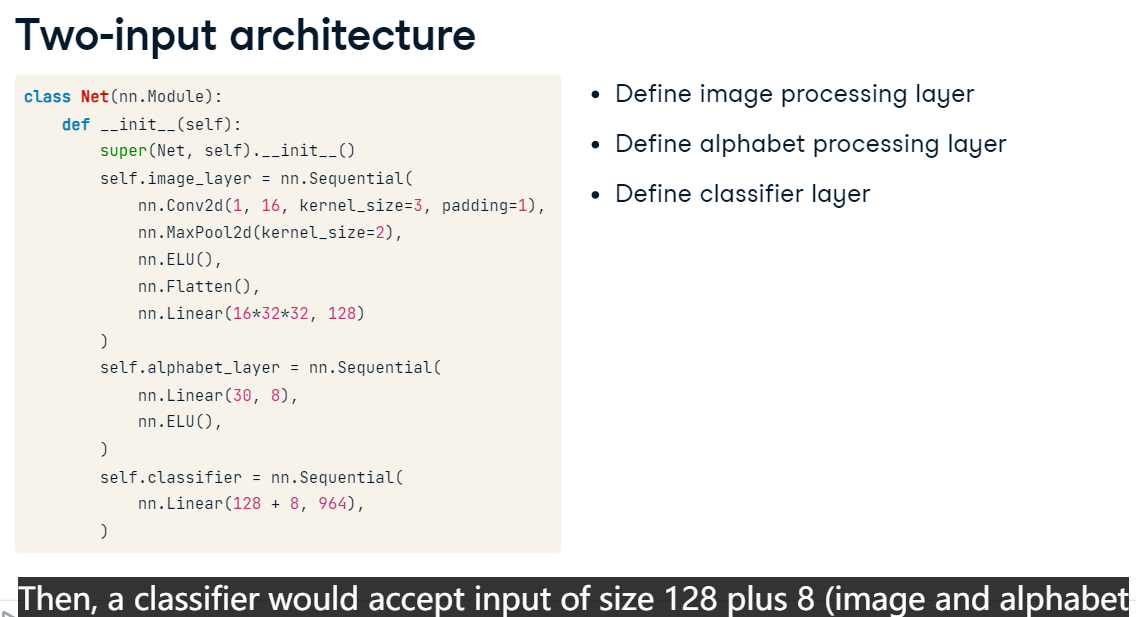 Two-input architecture
class Net(nn.Module):
    def __init__(self):
        super(Net, self).__init__()
        self.image_layer = nn.Sequential(
            nn.Conv2d(1, 16, kernel_size=3, padding=1),
            nn.MaxPool2d(kernel_size=2),
            nn.ELU(),
            nn.Flatten(),
            nn.Linear(16*32*32, 128)
        )
        self.alphabet_layer = nn.Sequential(
            nn.Linear(30, 8),
            nn.ELU(),
        )
        self.classifier = nn.Sequential(
            nn.Linear(128 + 8, 964),
        )
• Define image processing layer
• Define alphabet processing layer
• Define classifier layer
Then, a classifier would accept input of size 128 plus 8 (image and alphabet